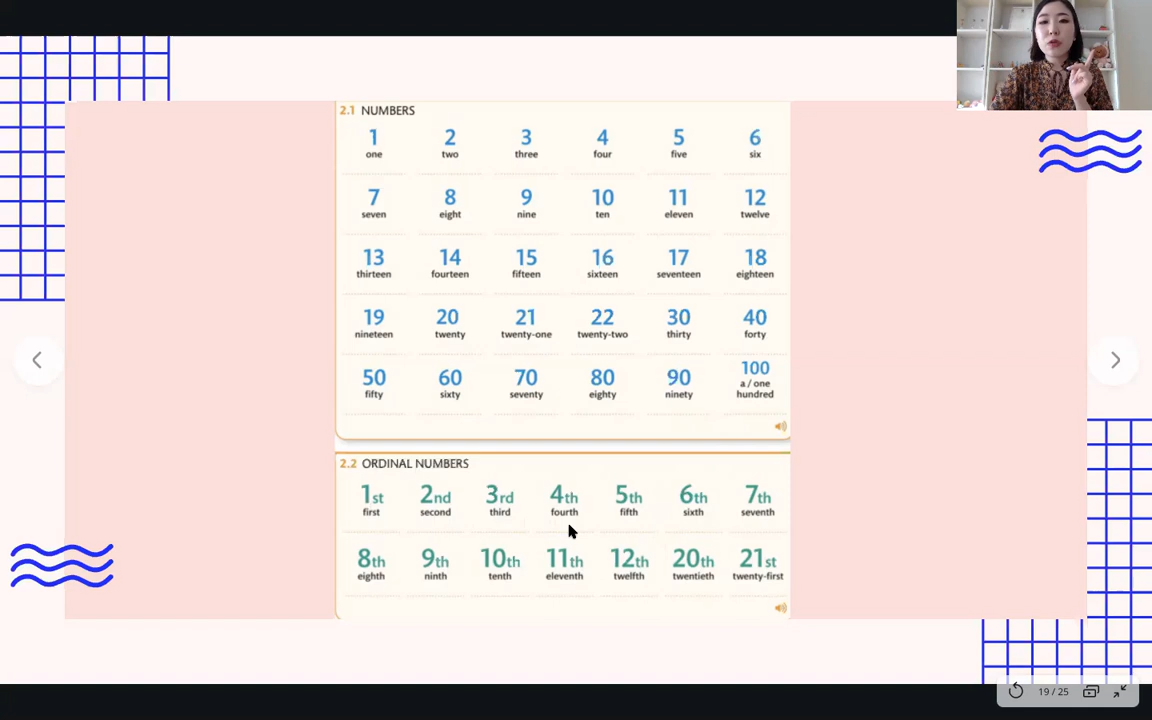 2.1 NUMBERS
1 2 3 4 5 6
one two three four five six
7 8 9 10 11 12
seven eight nine ten eleven twelve
13 14 15 16 17 18
thirteen fourteen fifteen sixteen seventeen eighteen
19 20 21 22 30 40
nineteen twenty twenty-one twenty-two thirty forty
50 60 70 80 90 100
fifty sixty seventy eighty ninety a / one
hundred
2.2 ORDINAL NUMBERS
1st 2nd 3rd 4th 5th 6th 7th
first second third fourth fifth sixth seventh
8th 9th 10th 11th 12th 20th 21st
eighth ninth tenth eleventh twelfth twentieth twenty-first
19 / 25